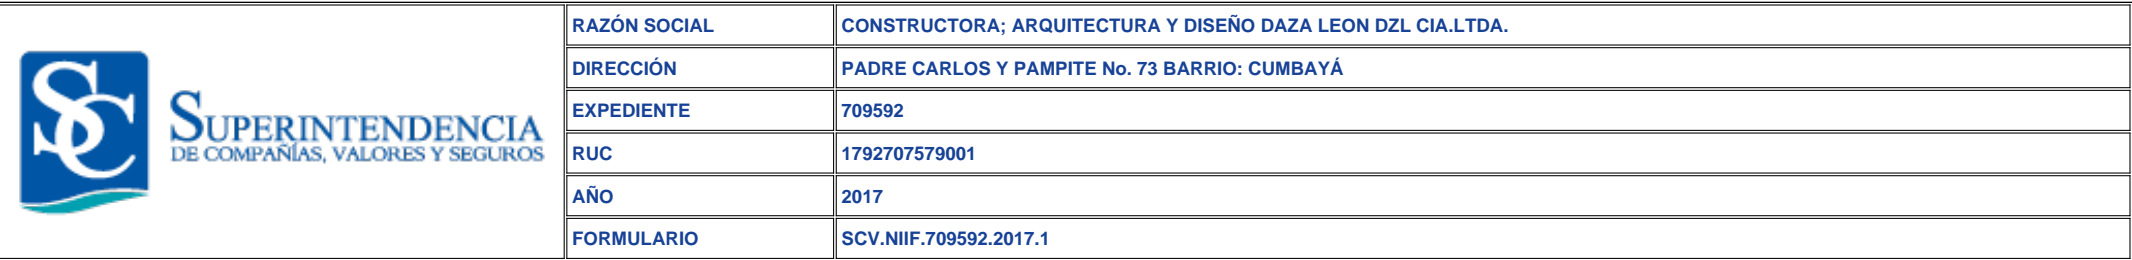 SC
SUPERINTENDENCIA
DE COMPAÑÍAS, VALORES Y SEGUROS
RAZÓN SOCIAL CONSTRUCTORA; ARQUITECTURA Y DISEÑO DAZA LEON DZL CIA.LTDA.
DIRECCIÓN PADRE CARLOS Y PAMPITE No. 73 BARRIO: CUMBAYÁ
EXPEDIENTE 709592
RUC 1792707579001
AÑO 2017
FORMULARIO SCV.NIIF.709592.2017.1